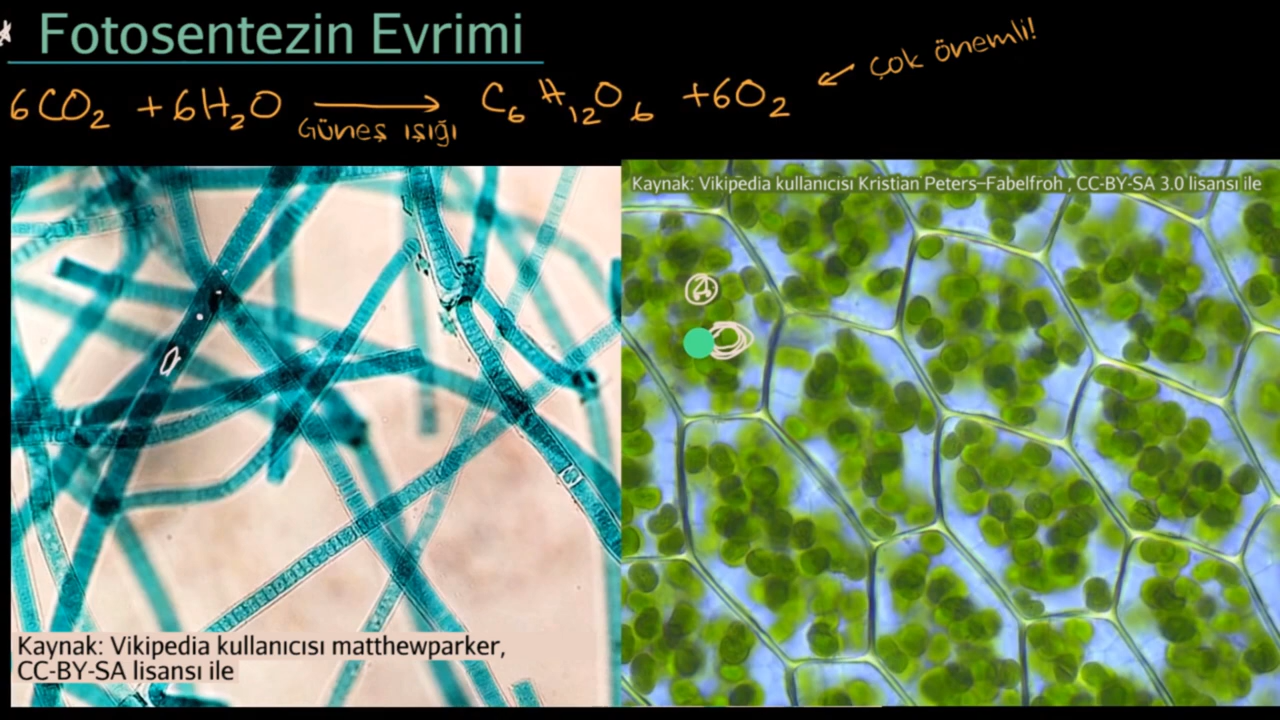 Fotosentezin Evrimi
6CO₂ + 6H₂O → C₆H₁₂O₆ + 6O₂ ← çok önemli!
Güneş ışığı
Kaynak: Vikipedia kullanıcısı Kristian Peters–Fabelfroh , CC-BY-SA 3.0 lisansı ile
Kaynak: Vikipedia kullanıcısı matthewparker,
CC-BY-SA lisansı ile